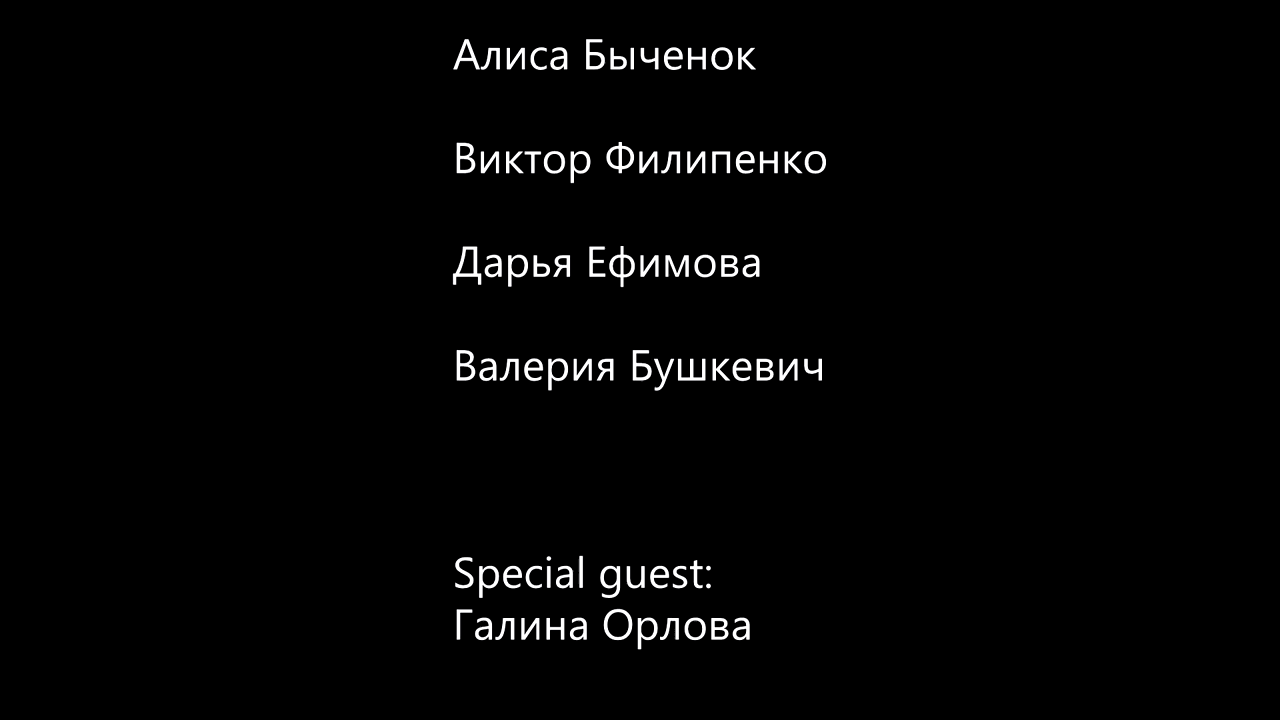 Алиса Быченок
Виктор Филипенко
Дарья Ефимова
Валерия Бушкевич
Special guest:
Галина Орлова